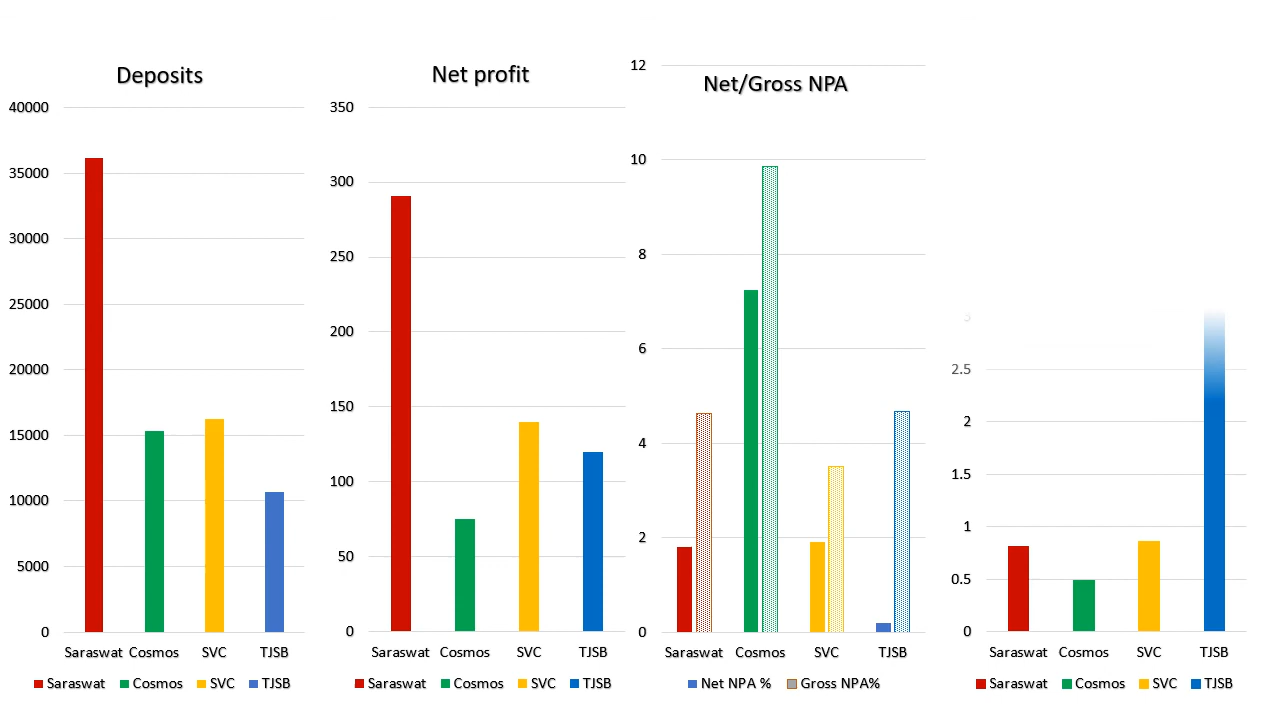 Deposits
40000
35000
30000
25000
20000
15000
10000
5000
0
Saraswat Cosmos SVC TJSB
Saraswat Cosmos SVC TJSB
Net profit
350
300
250
200
150
100
50
0
Saraswat Cosmos SVC TJSB
Saraswat Cosmos SVC TJSB
Net/Gross NPA
12
10
8
6
4
2
0
Saraswat Cosmos SVC TJSB
Net NPA % Gross NPA%
2.5
2
1.5
1
0.5
0
Saraswat Cosmos SVC TJSB
Saraswat Cosmos SVC TJSB